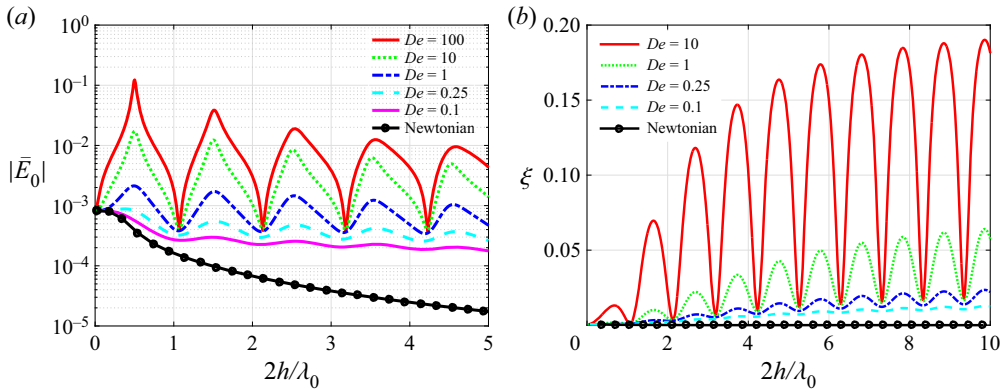 (a)
10⁰
10⁻¹
10⁻²
10⁻³
10⁻⁴
10⁻⁵
|Ē₀|
De = 100
De = 10
De = 1
De = 0.25
De = 0.1
Newtonian
0 1 2 3 4 5
2h/λ₀
(b)
0.20
0.15
0.10
0.05
ξ
De = 10
De = 1
De = 0.25
De = 0.1
Newtonian
0 2 4 6 8 10
2h/λ₀